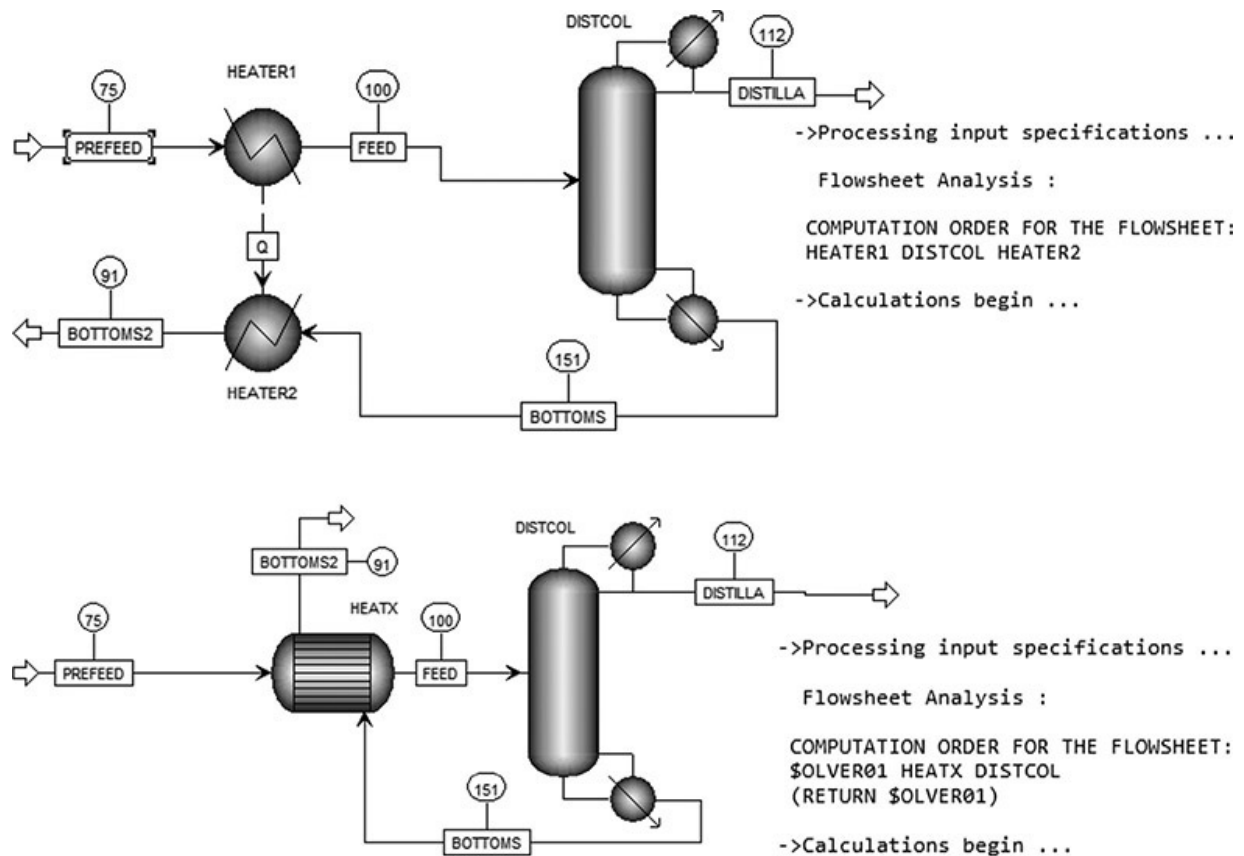 DISTCOL
112
HEATER1
75
100
DISTILLA
PREFEED
FEED
->Processing input specifications ...
Flowsheet Analysis :
COMPUTATION ORDER FOR THE FLOWSHEET:
HEATER1 DISTCOL HEATER2
->Calculations begin ...
Q
91
BOTTOMS2
151
HEATER2
BOTTOMS
DISTCOL
112
BOTTOMS2
91
DISTILLA
HEATX
75
100
PREFEED
FEED
->Processing input specifications ...
Flowsheet Analysis :
COMPUTATION ORDER FOR THE FLOWSHEET:
$OLVER01 HEATX DISTCOL
(RETURN $OLVER01)
->Calculations begin ...
151
BOTTOMS